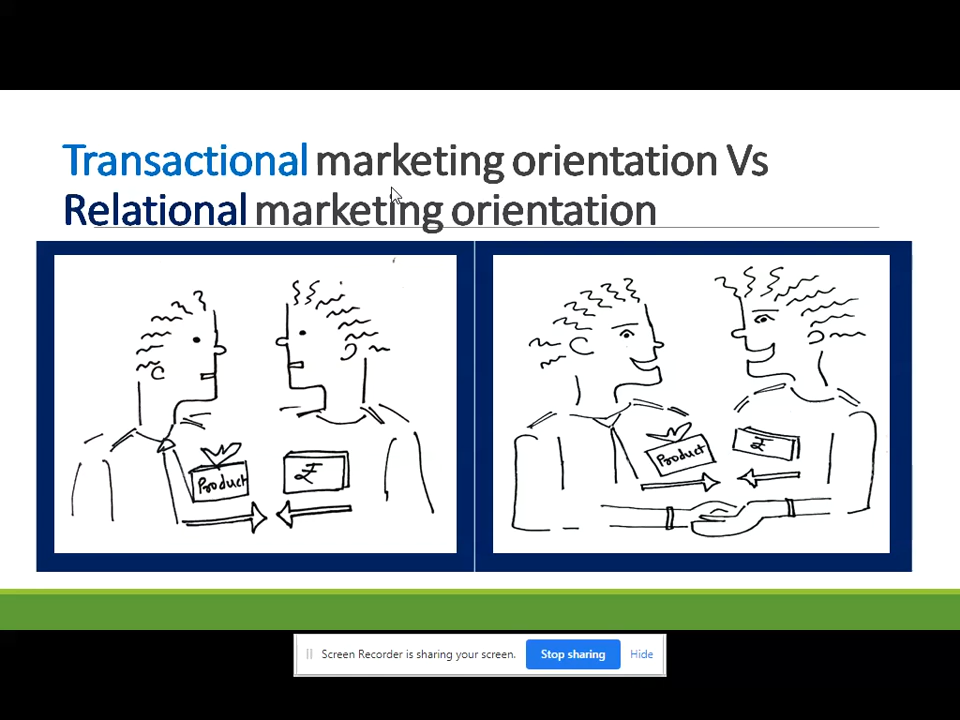 Transactional marketing orientation Vs
Relational marketing orientation
Product
₹
Product
₹
Screen Recorder is sharing your screen.
Stop sharing
Hide